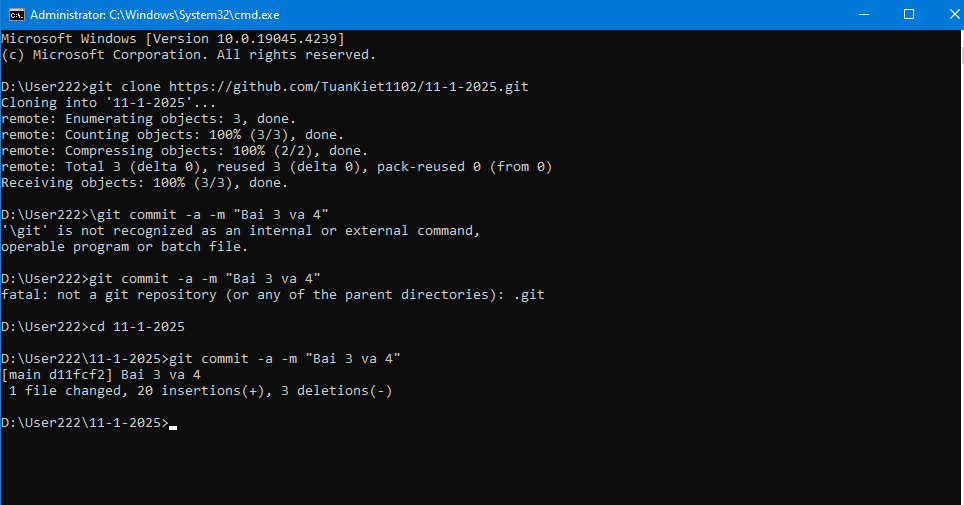 Administrator: C:\Windows\System32\cmd.exe
Microsoft Windows [Version 10.0.19045.4239]
(c) Microsoft Corporation. All rights reserved.
D:\User222>git clone https://github.com/TuanKiet1102/11-1-2025.git
Cloning into '11-1-2025'...
remote: Enumerating objects: 3, done.
remote: Counting objects: 100% (3/3), done.
remote: Compressing objects: 100% (2/2), done.
remote: Total 3 (delta 0), reused 3 (delta 0), pack-reused 0 (from 0)
Receiving objects: 100% (3/3), done.
D:\User222>\git commit -a -m "Bai 3 va 4"
'\git' is not recognized as an internal or external command,
operable program or batch file.
D:\User222>git commit -a -m "Bai 3 va 4"
fatal: not a git repository (or any of the parent directories): .git
D:\User222>cd 11-1-2025
D:\User222\11-1-2025>git commit -a -m "Bai 3 va 4"
[main d11fcf2] Bai 3 va 4
 1 file changed, 20 insertions(+), 3 deletions(-)
D:\User222\11-1-2025>